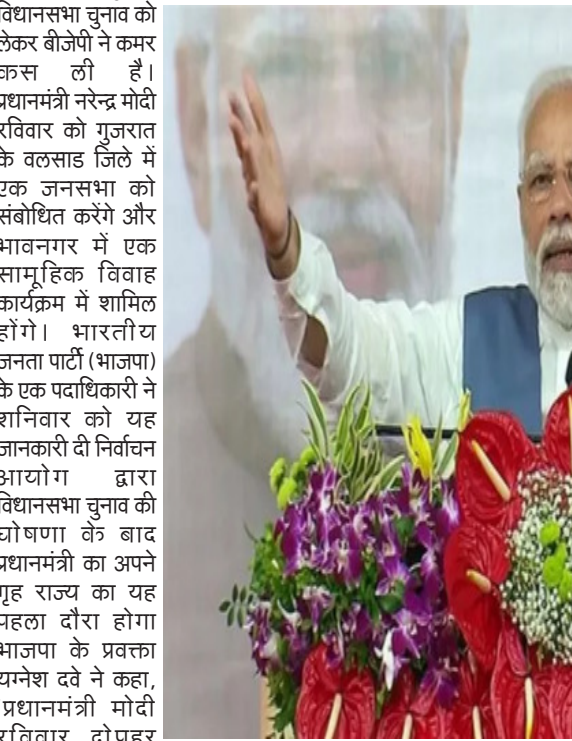 विधानसभा चुनाव को
लेकर बीजेपी ने कमर
कस ली है।
प्रधानमंत्री नरेन्द्र मोदी
रविवार को गुजरात
के वलसाड जिले में
एक जनसभा को
संबोधित करेंगे और
भावनगर में एक
सामूहिक विवाह
कार्यक्रम में शामिल
होंगे। भारतीय
जनता पार्टी (भाजपा)
के एक पदाधिकारी ने
शनिवार को यह
जानकारी दी निर्वाचन
आयोग द्वारा
विधानसभा चुनाव की
घोषणा के बाद
प्रधानमंत्री का अपने
गृह राज्य का यह
पहला दौरा होगा
भाजपा के प्रवक्ता
यग्नेश दवे ने कहा,
प्रधानमंत्री मोदी
रविवार दोपहर